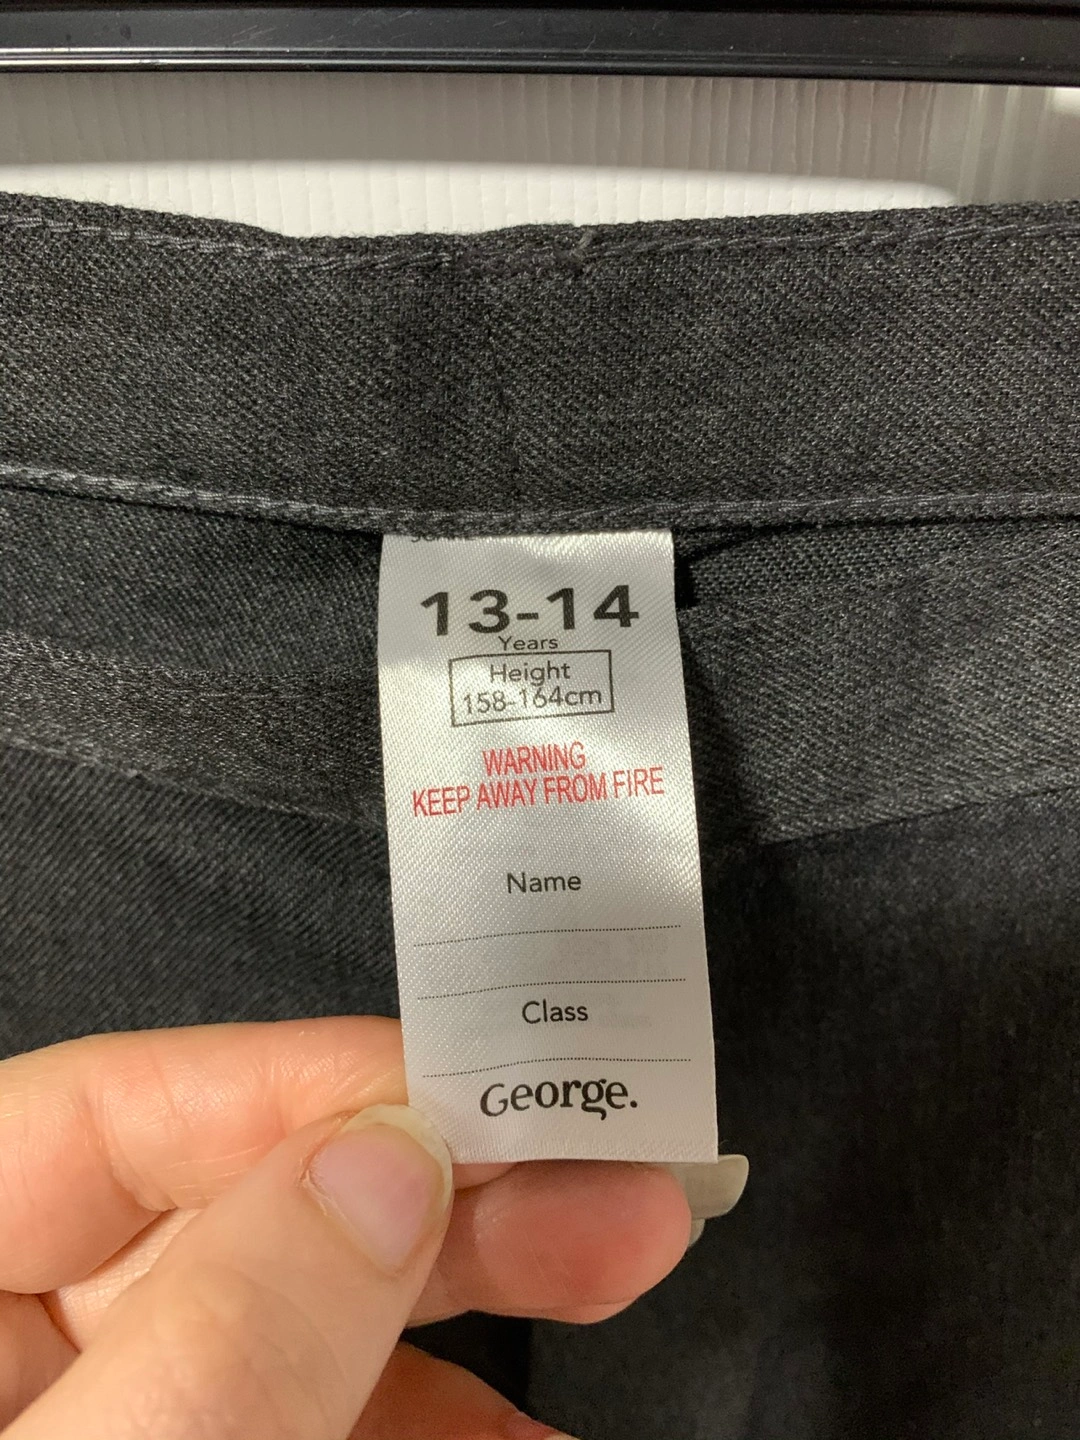 13-14
Years
Height
158-164cm
WARNING
KEEP AWAY FROM FIRE
Name
Class
George.